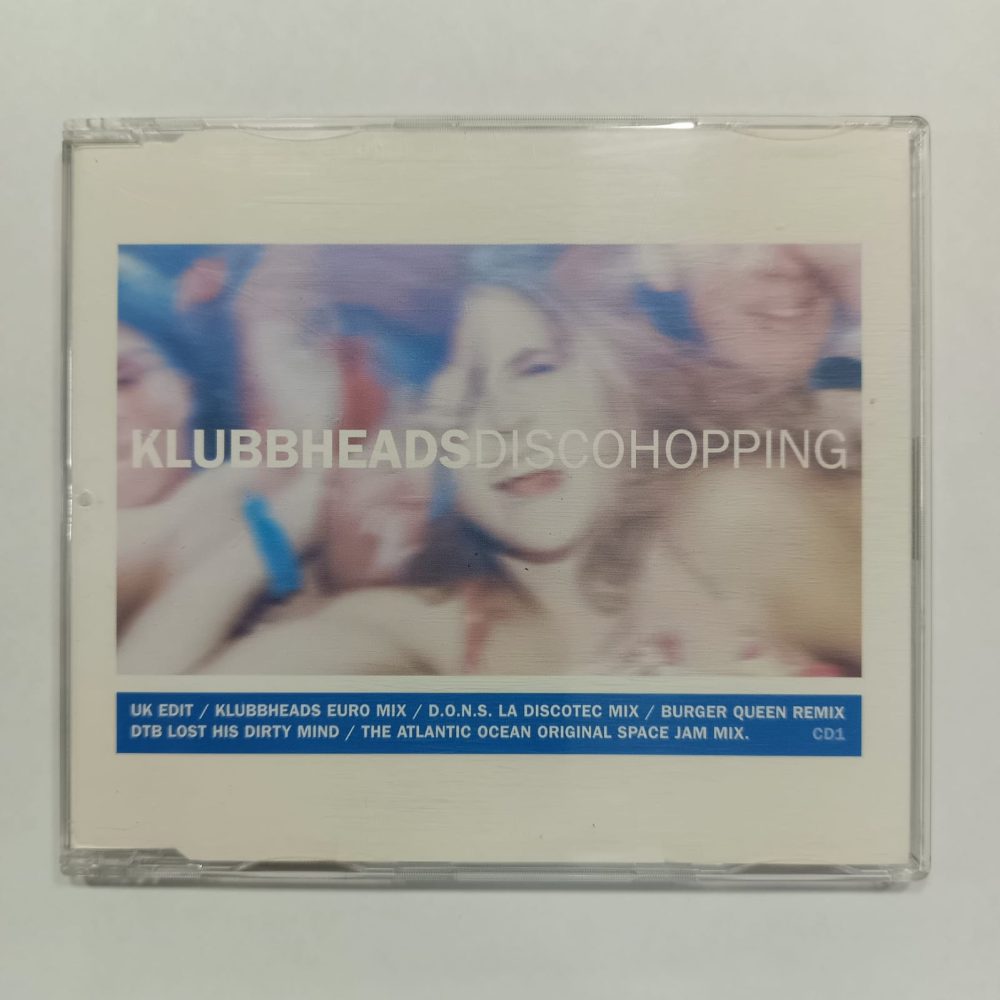 KLUBBHEADSDISCOHOPPING
UK EDIT / KLUBBHEADS EURO MIX / D.O.N.S. LA DISCOTEC MIX / BURGER QUEEN REMIX
DTB LOST HIS DIRTY MIND / THE ATLANTIC OCEAN ORIGINAL SPACE JAM MIX. CD1